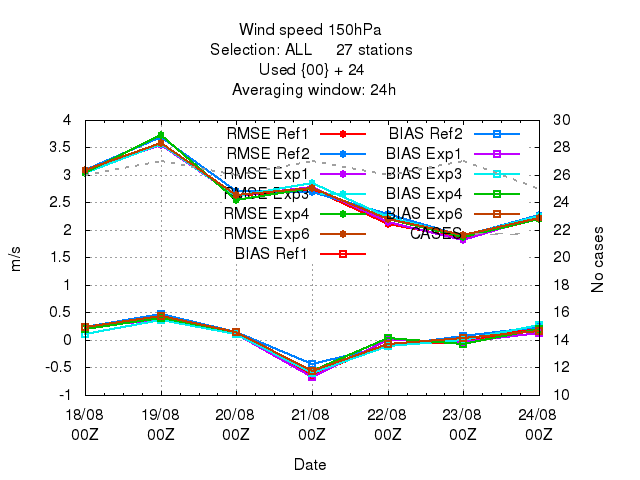 Wind speed 150hPa
Selection: ALL 27 stations
Used {00} + 24
Averaging window: 24h
4
3.5
3
2.5
2
1.5
1
0.5
0
-0.5
-1
m/s
30
28
26
24
22
20
18
16
14
12
10
No cases
RMSE Ref1
RMSE Ref2
RMSE Exp1
RMSE Exp3
RMSE Exp4
RMSE Exp6
BIAS Ref1
BIAS Ref2
BIAS Exp1
BIAS Exp3
BIAS Exp4
BIAS Exp6
CASES
18/08 19/08 20/08 21/08 22/08 23/08 24/08
00Z 00Z 00Z 00Z 00Z 00Z 00Z
Date